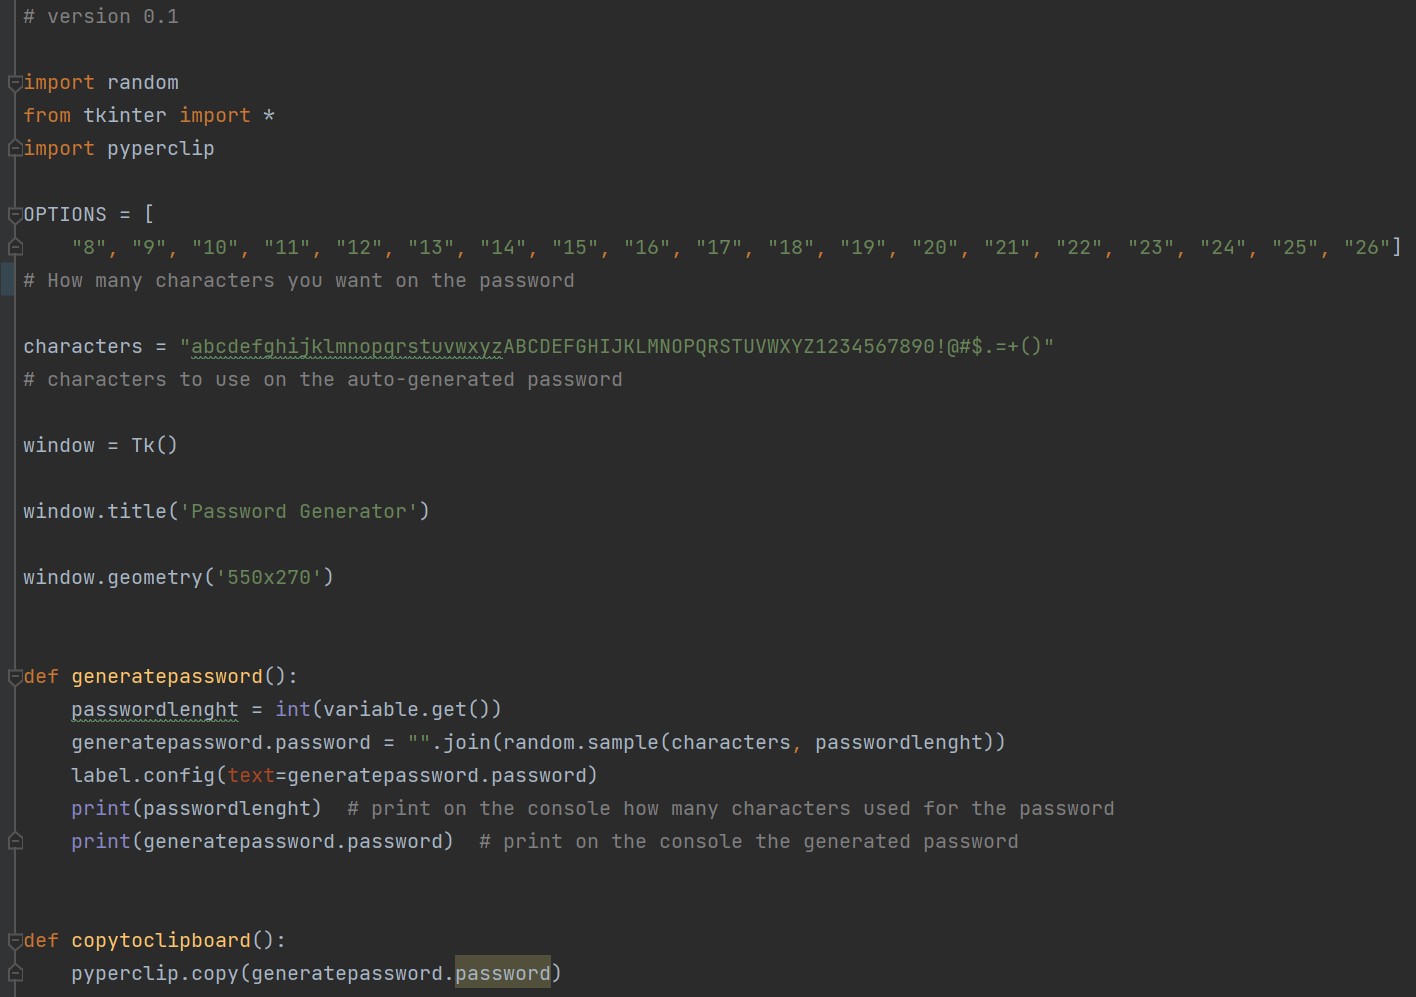 # version 0.1
import random
from tkinter import *
import pyperclip
OPTIONS = [
    "8", "9", "10", "11", "12", "13", "14", "15", "16", "17", "18", "19", "20", "21", "22", "23", "24", "25", "26"]
# How many characters you want on the password
characters = "abcdefghijklmnopqrstuvwxyzABCDEFGHIJKLMNOPQRSTUVWXYZ1234567890!@#$.=+()"
# characters to use on the auto-generated password
window = Tk()
window.title('Password Generator')
window.geometry('550x270')
def generatepassword():
    passwordlenght = int(variable.get())
    generatepassword.password = "".join(random.sample(characters, passwordlenght))
    label.config(text=generatepassword.password)
    print(passwordlenght)  # print on the console how many characters used for the password
    print(generatepassword.password)  # print on the console the generated password
def copytoclipboard():
    pyperclip.copy(generatepassword.password)